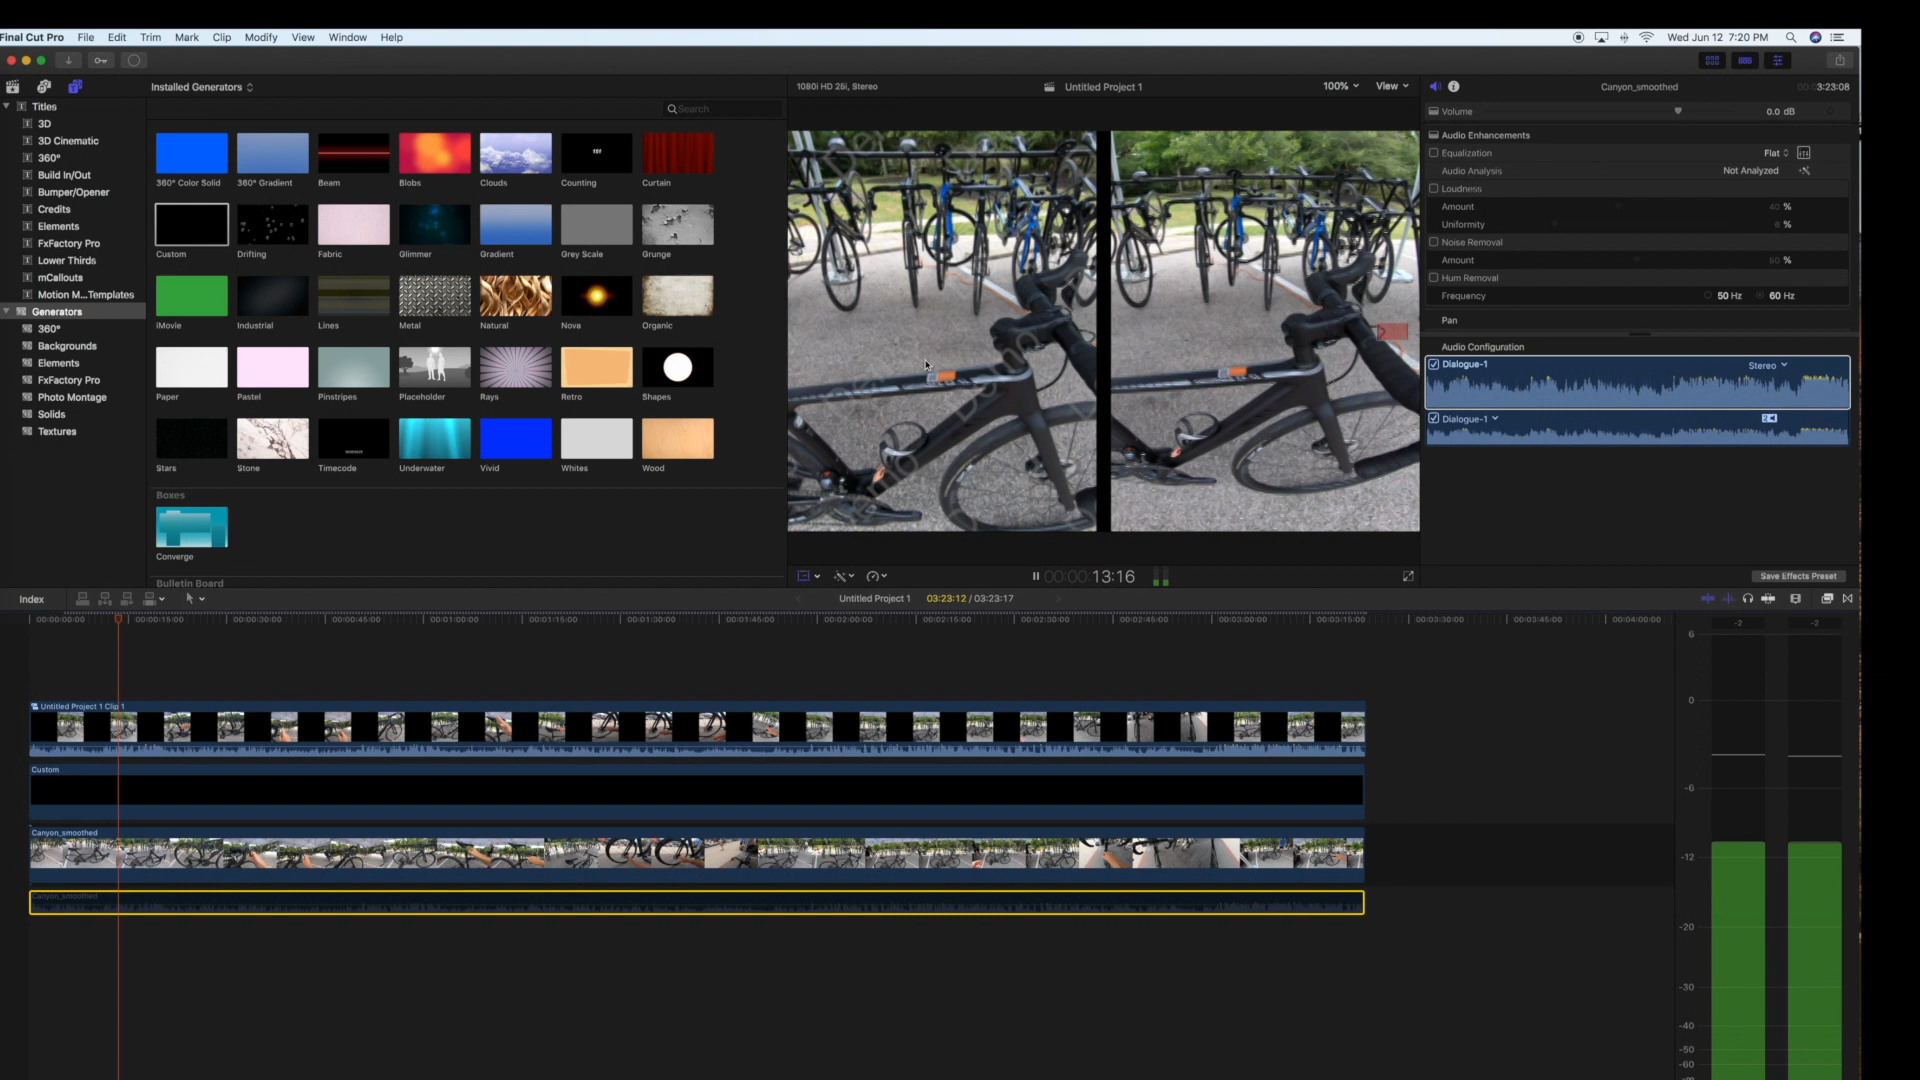 Final Cut Pro File Edit Trim Mark Clip Modify View Window Help
Wed Jun 12 7:20 PM
Installed Generators
Search
Titles
3D
3D Cinematic
360°
Build In/Out
Bumper/Opener
Credits
Elements
FxFactory Pro
Lower Thirds
mCallouts
Motion M...Templates
Generators
360°
Backgrounds
Elements
FxFactory Pro
Photo Montage
Solids
Textures
360° Color Solid 360° Gradient Beam Blobs Clouds Counting Curtain
Custom Drifting Fabric Glimmer Gradient Grey Scale Grunge
iMovie Industrial Lines Metal Natural Nova Organic
Paper Pastel Pinstripes Placeholder Rays Retro Shapes
Stars Stone Timecode Underwater Vivid Whites Wood
Boxes
Converge
Bulletin Board
1080i HD 25i, Stereo
Untitled Project 1
100% View
Demo
00:00:00:13:16
Canyon_smoothed
00:03:23:08
Volume 0.0 dB
Audio Enhancements
Equalization Flat
Audio Analysis Not Analyzed
Loudness
Amount 40 %
Uniformity %
Noise Removal
Amount 50 %
Hum Removal
Frequency 50 Hz 60 Hz
Pan
Audio Configuration
Dialogue-1 Stereo
Dialogue-1 2
Save Effects Preset
Index
Untitled Project 1 03:23:12 / 03:23:17
00:00:00:00 00:00:15:00 00:00:30:00 00:00:45:00 00:01:00:00 00:01:15:00 00:01:30:00 00:01:45:00 00:02:00:00 00:02:15:00 00:02:30:00 00:02:45:00 00:03:00:00 00:03:15:00 00:03:30:00 00:03:45:00 00:04:00:00
Untitled Project 1 Clip 1
Custom
Canyon_smoothed
Canyon_smoothed
-2 -2
6
0
-6
-12
-20
-30
-40
-50
-60